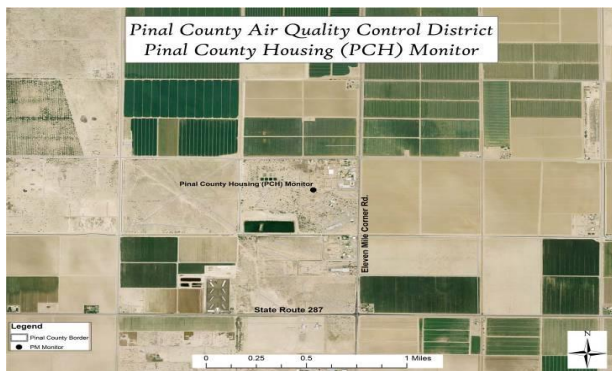 Pinal County Air Quality Control District
Pinal County Housing (PCH) Monitor
Pinal County Housing (PCH) Monitor
Eleven Mile Corner Rd.
State Route 287
Legend
Pinal County Border
PM Monitor
0 0.25 0.5 1 Miles
N